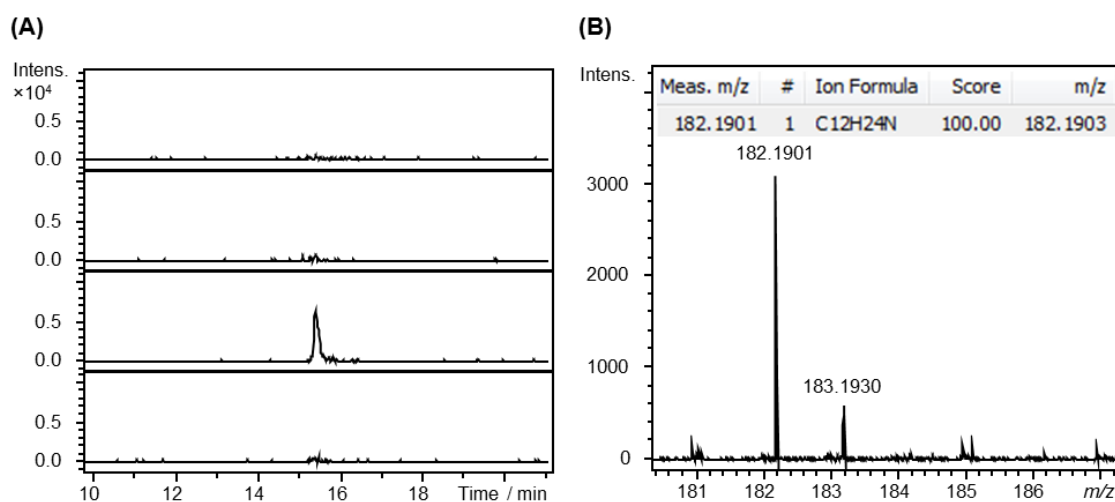 (A)
Intens.
×10⁴
0.5
0.0
0.5
0.0
0.5
0.0
0.5
0.0
10 12 14 16 18 Time / min
(B)
Intens.
Meas. m/z # Ion Formula Score m/z
182.1901 1 C12H24N 100.00 182.1903
182.1901
3000
2000
1000
183.1930
0
181 182 183 184 185 186 m/z